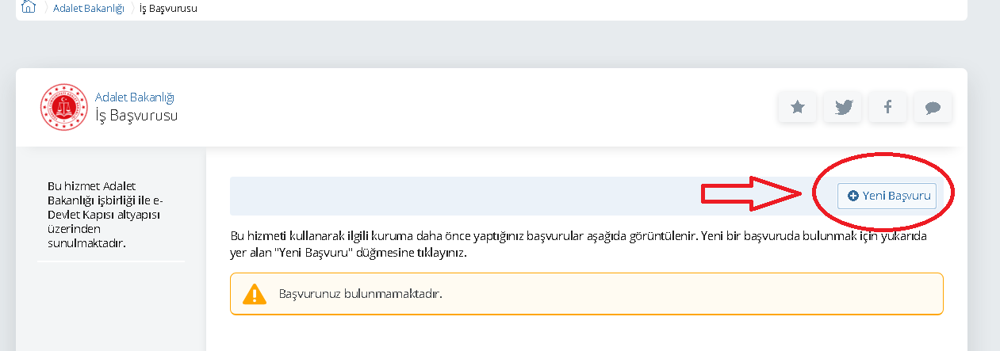 Adalet Bakanlığı İş Başvurusu
Adalet Bakanlığı
İş Başvurusu
Bu hizmet Adalet
Bakanlığı işbirliği ile e-
Devlet Kapısı altyapısı
üzerinden
sunulmaktadır.
Yeni Başvuru
Bu hizmeti kullanarak ilgili kuruma daha önce yaptığınız başvurular aşağıda görüntülenir. Yeni bir başvuruda bulunmak için yukarıda
yer alan "Yeni Başvuru" düğmesine tıklayınız.
Başvurunuz bulunmamaktadır.